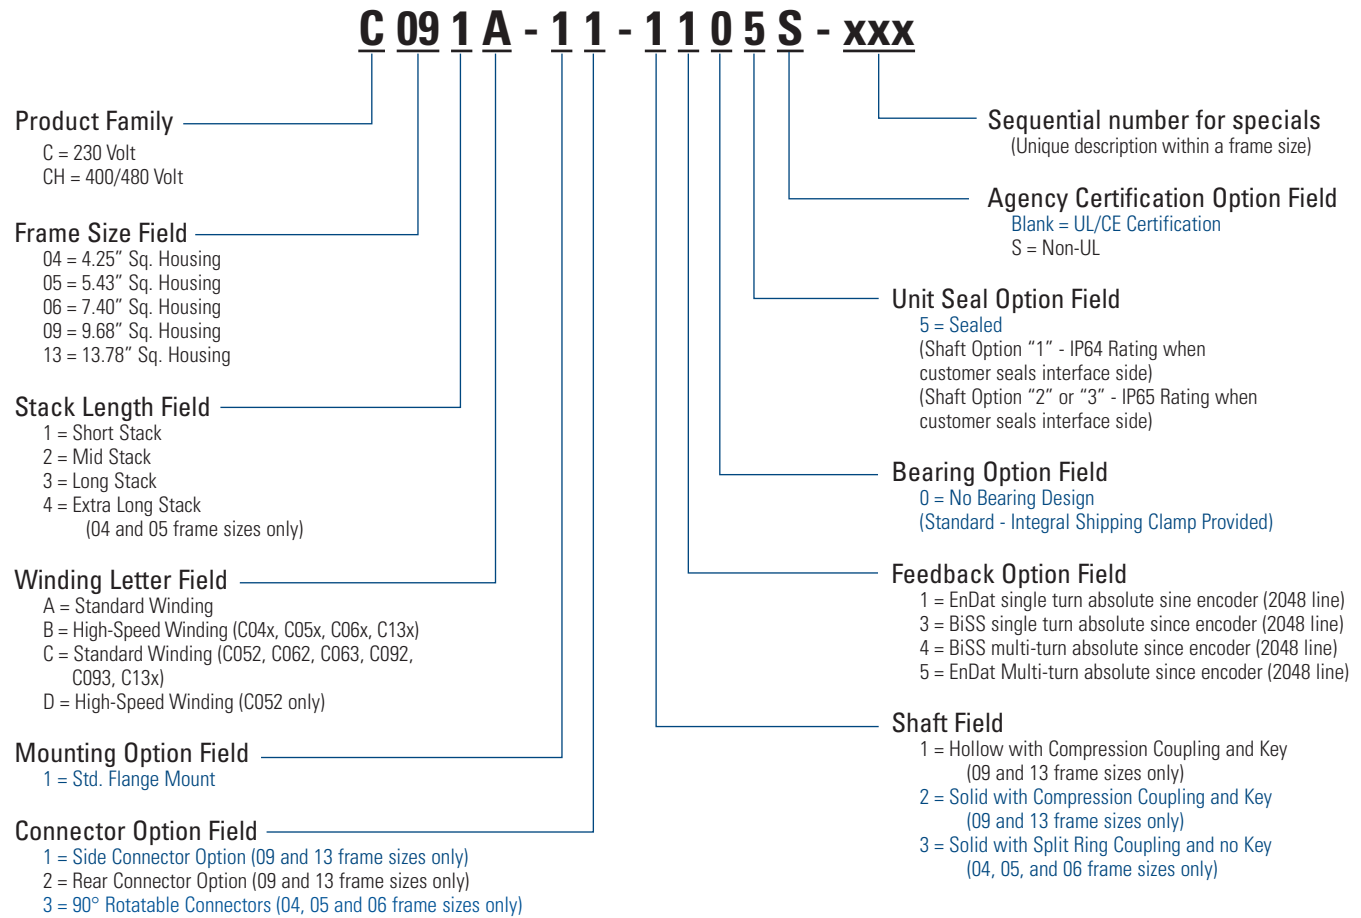 C 09 1 A - 1 1 - 1 1 0 5 S - xxx
Product Family
C = 230 Volt
CH = 400/480 Volt
Frame Size Field
04 = 4.25” Sq. Housing
05 = 5.43” Sq. Housing
06 = 7.40” Sq. Housing
09 = 9.68” Sq. Housing
13 = 13.78” Sq. Housing
Stack Length Field
1 = Short Stack
2 = Mid Stack
3 = Long Stack
4 = Extra Long Stack
(04 and 05 frame sizes only)
Winding Letter Field
A = Standard Winding
B = High-Speed Winding (C04x, C05x, C06x, C13x)
C = Standard Winding (C052, C062, C063, C092,
C093, C13x)
D = High-Speed Winding (C052 only)
Mounting Option Field
1 = Std. Flange Mount
Connector Option Field
1 = Side Connector Option (09 and 13 frame sizes only)
2 = Rear Connector Option (09 and 13 frame sizes only)
3 = 90° Rotatable Connectors (04, 05 and 06 frame sizes only)
Sequential number for specials
(Unique description within a frame size)
Agency Certification Option Field
Blank = UL/CE Certification
S = Non-UL
Unit Seal Option Field
5 = Sealed
(Shaft Option “1” - IP64 Rating when
customer seals interface side)
(Shaft Option “2” or “3” - IP65 Rating when
customer seals interface side)
Bearing Option Field
0 = No Bearing Design
(Standard - Integral Shipping Clamp Provided)
Feedback Option Field
1 = EnDat single turn absolute sine encoder (2048 line)
3 = BiSS single turn absolute since encoder (2048 line)
4 = BiSS multi-turn absolute since encoder (2048 line)
5 = EnDat Multi-turn absolute since encoder (2048 line)
Shaft Field
1 = Hollow with Compression Coupling and Key
(09 and 13 frame sizes only)
2 = Solid with Compression Coupling and Key
(09 and 13 frame sizes only)
3 = Solid with Split Ring Coupling and no Key
(04, 05, and 06 frame sizes only)